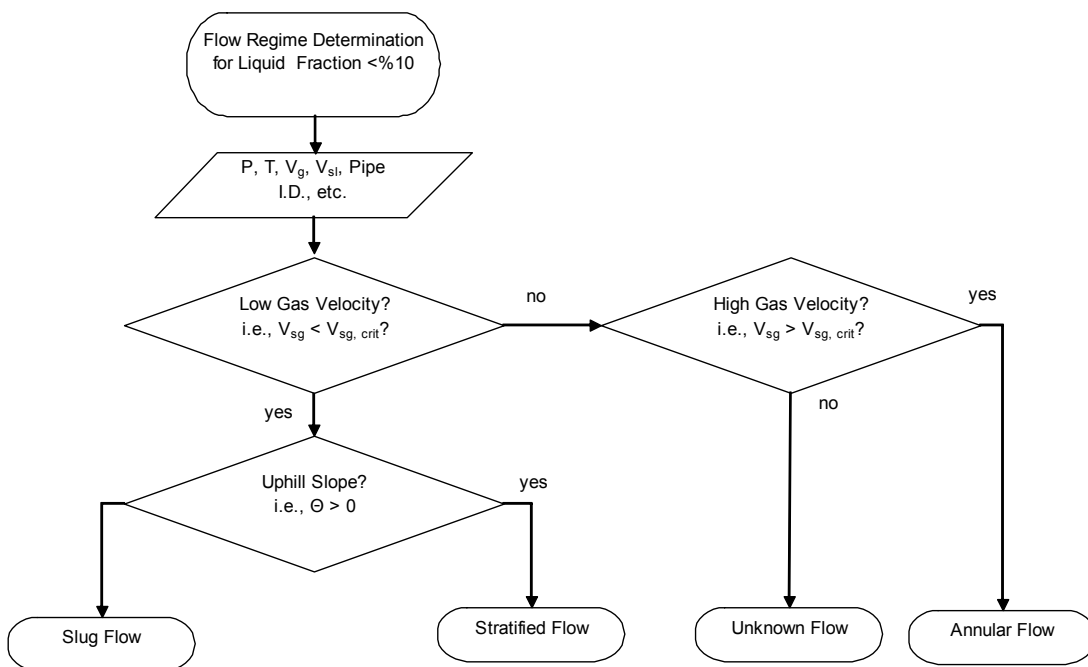 Flow Regime Determination
for Liquid Fraction <%10
P, T, Vg, Vsl, Pipe
I.D., etc.
Low Gas Velocity?
i.e., Vsg < Vsg, crit?
no
High Gas Velocity?
i.e., Vsg > Vsg, crit?
yes
yes
no
Uphill Slope?
i.e., Θ > 0
yes
Slug Flow
Stratified Flow
Unknown Flow
Annular Flow